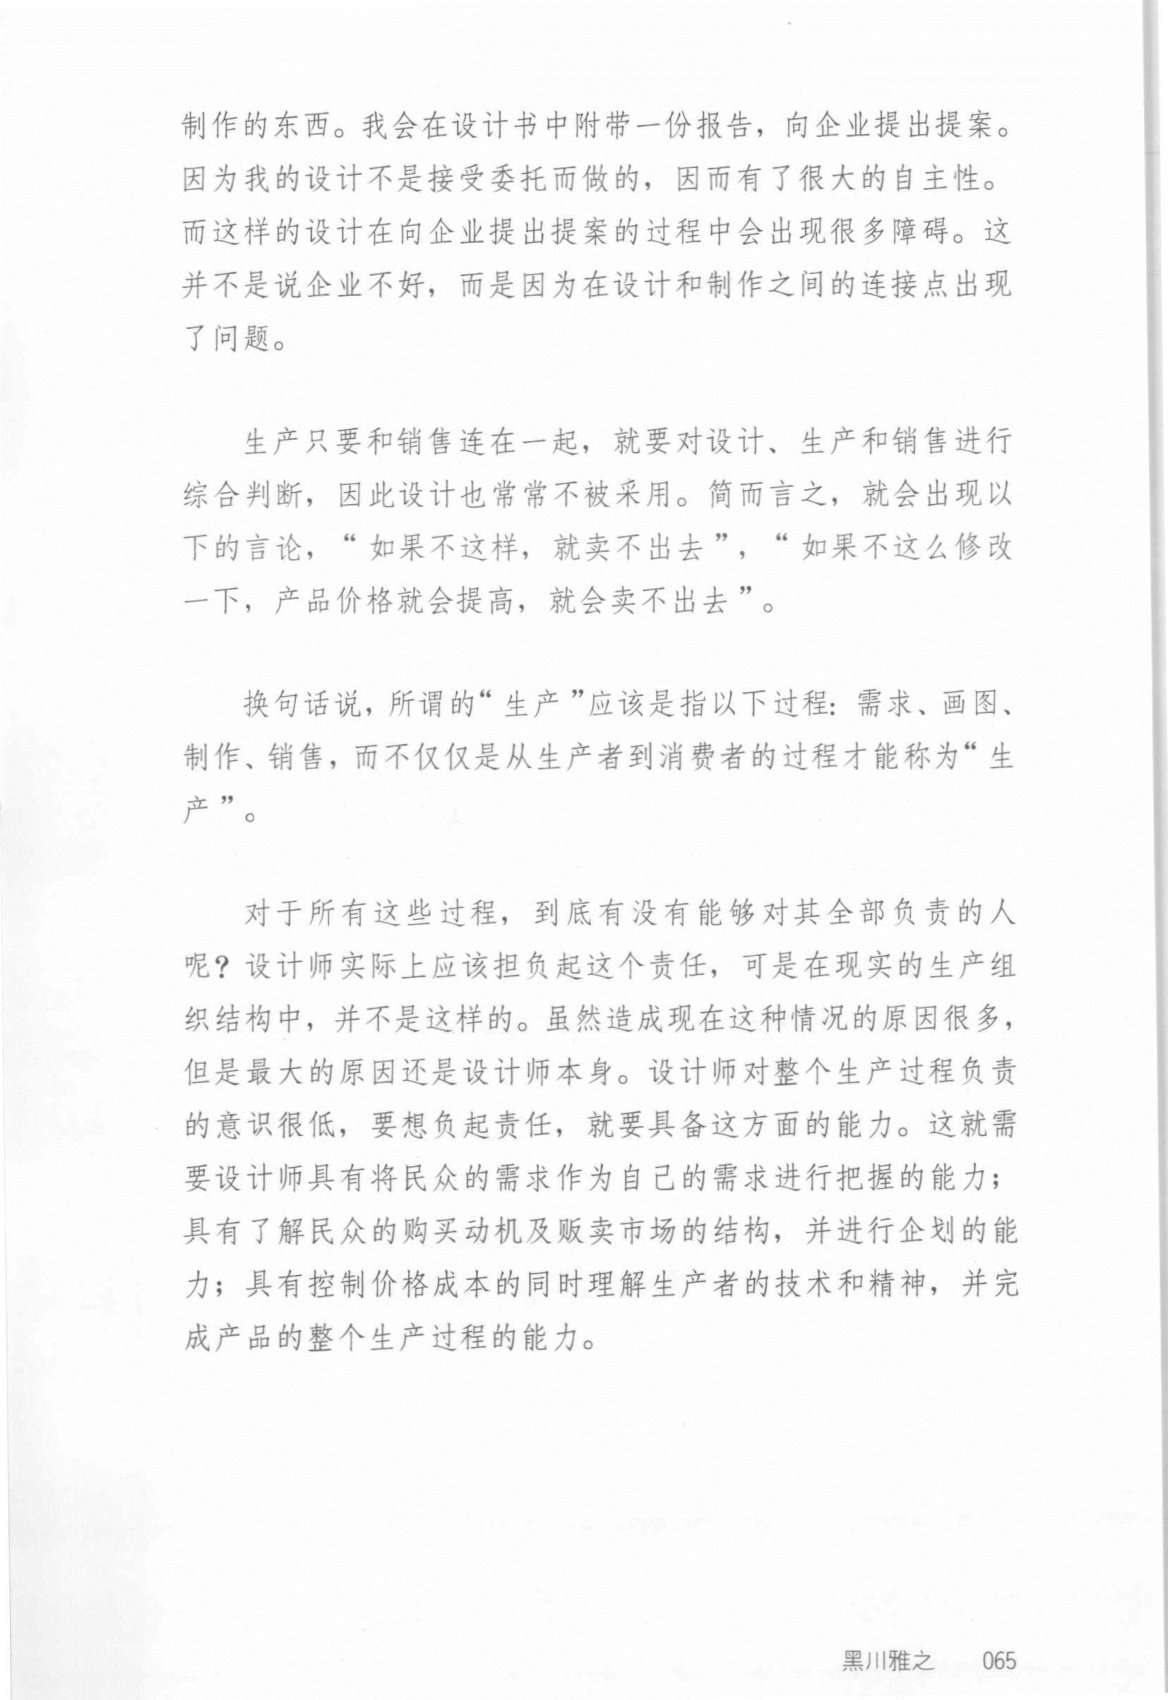 制作的东西。我会在设计书中附带一份报告，向企业提出提案。
因为我的设计不是接受委托而做的，因而有了很大的自主性。
而这样的设计在向企业提出提案的过程中会出现很多障碍。这
并不是说企业不好，而是因为在设计和制作之间的连接点出现
了问题。
生产只要和销售连在一起，就要对设计、生产和销售进行
综合判断，因此设计也常常不被采用。简而言之，就会出现以
下的言论，“如果不这样，就卖不出去”，“如果不这么修改
一下，产品价格就会提高，就会卖不出去”。
换句话说，所谓的“生产”应该是指以下过程：需求、画图、
制作、销售，而不仅仅是从生产者到消费者的过程才能称为“生
产”。
对于所有这些过程，到底有没有能够对其全部负责的人
呢？设计师实际上应该担负起这个责任，可是在现实的生产组
织结构中，并不是这样的。虽然造成现在这种情况的原因很多，
但是最大的原因还是设计师本身。设计师对整个生产过程负责
的意识很低，要想负起责任，就要具备这方面的能力。这就需
要设计师具有将民众的需求作为自己的需求进行把握的能力；
具有了解民众的购买动机及贩卖市场的结构，并进行企划的能
力；具有控制价格成本的同时理解生产者的技术和精神，并完
成产品的整个生产过程的能力。
黑川雅之 065